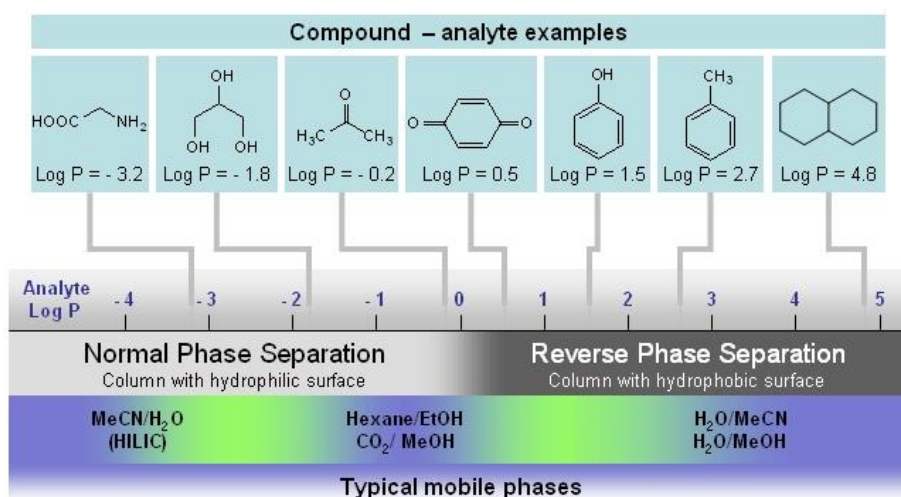 Compound – analyte examples
HOOC NH₂
Log P = - 3.2
OH
OH OH
Log P = - 1.8
O
H₃C CH₃
Log P = - 0.2
O O
Log P = 0.5
OH
Log P = 1.5
CH₃
Log P = 2.7
Log P = 4.8
Analyte
Log P
- 4 - 3 - 2 - 1 0 1 2 3 4 5
Normal Phase Separation
Column with hydrophilic surface
Reverse Phase Separation
Column with hydrophobic surface
MeCN/H₂O
(HILIC)
Hexane/EtOH
CO₂/ MeOH
H₂O/MeCN
H₂O/MeOH
Typical mobile phases